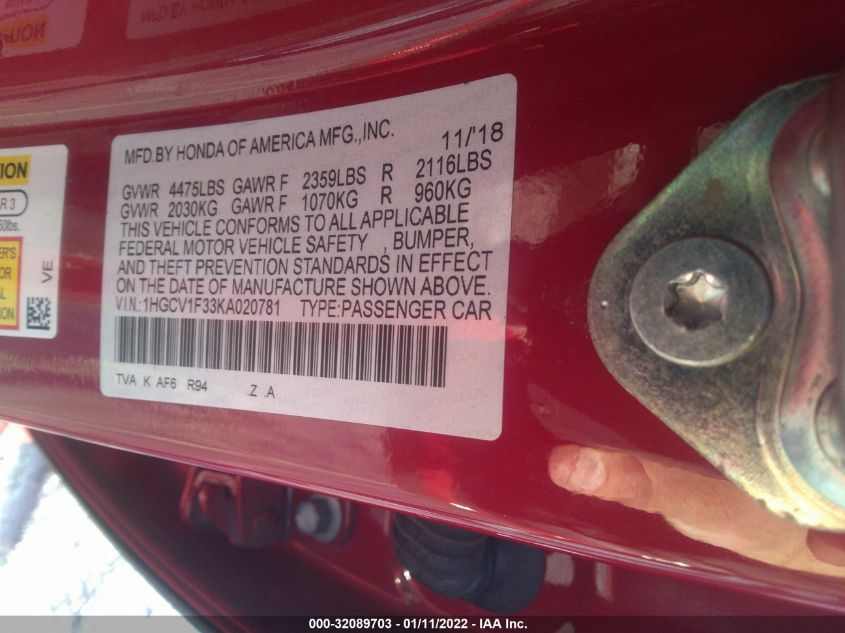 MFD.BY HONDA OF AMERICA MFG.,INC. 11/'18
GVWR 4475LBS GAWR F 2359LBS R 2116LBS
GVWR 2030KG GAWR F 1070KG R 960KG
THIS VEHICLE CONFORMS TO ALL APPLICABLE
FEDERAL MOTOR VEHICLE SAFETY , BUMPER,
AND THEFT PREVENTION STANDARDS IN EFFECT
ON THE DATE OF MANUFACTURE SHOWN ABOVE.
VIN:1HGCV1F33KA020781 TYPE:PASSENGER CAR
TVA K AF6 R94 .Z .A
R 3
VE
000-32089703 - 01/11/2022 - IAA Inc.